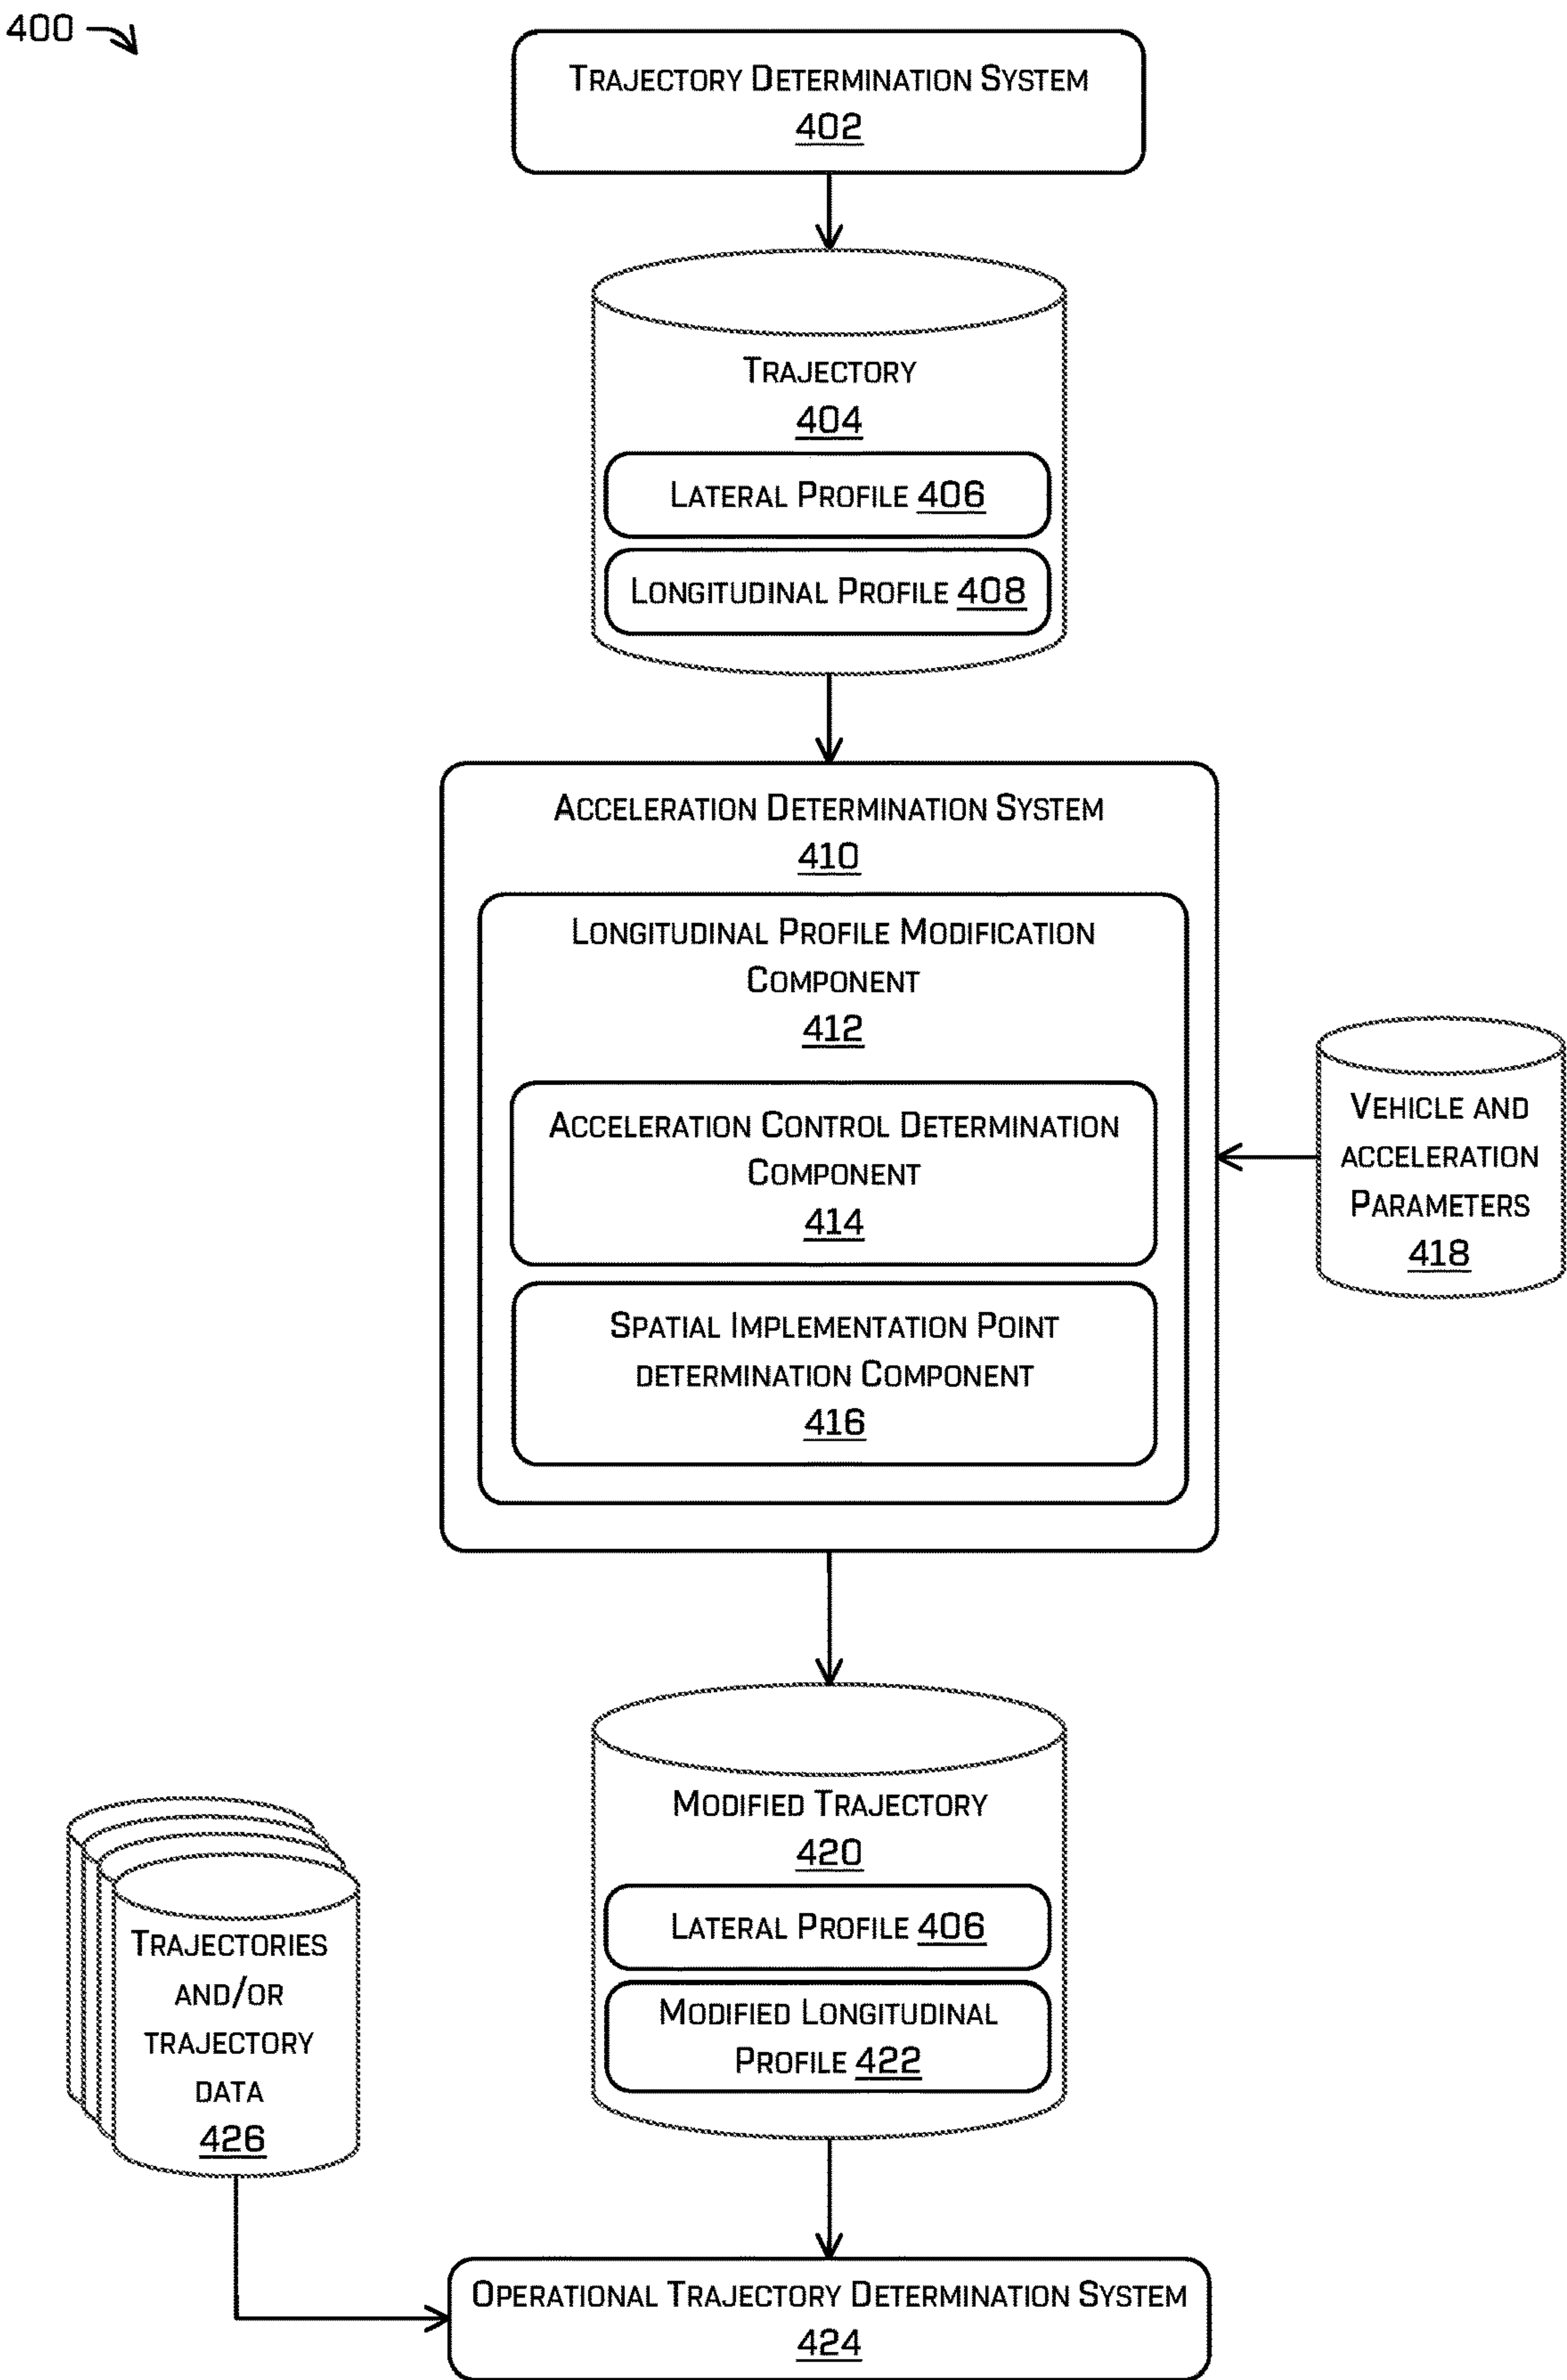 400
TRAJECTORY DETERMINATION SYSTEM
402
TRAJECTORY
404
LATERAL PROFILE 406
LONGITUDINAL PROFILE 408
ACCELERATION DETERMINATION SYSTEM
410
LONGITUDINAL PROFILE MODIFICATION
COMPONENT
412
ACCELERATION CONTROL DETERMINATION
COMPONENT
414
SPATIAL IMPLEMENTATION POINT
DETERMINATION COMPONENT
416
VEHICLE AND
ACCELERATION
PARAMETERS
418
MODIFIED TRAJECTORY
420
LATERAL PROFILE 406
MODIFIED LONGITUDINAL
PROFILE 422
TRAJECTORIES
AND/OR
TRAJECTORY
DATA
426
OPERATIONAL TRAJECTORY DETERMINATION SYSTEM
424